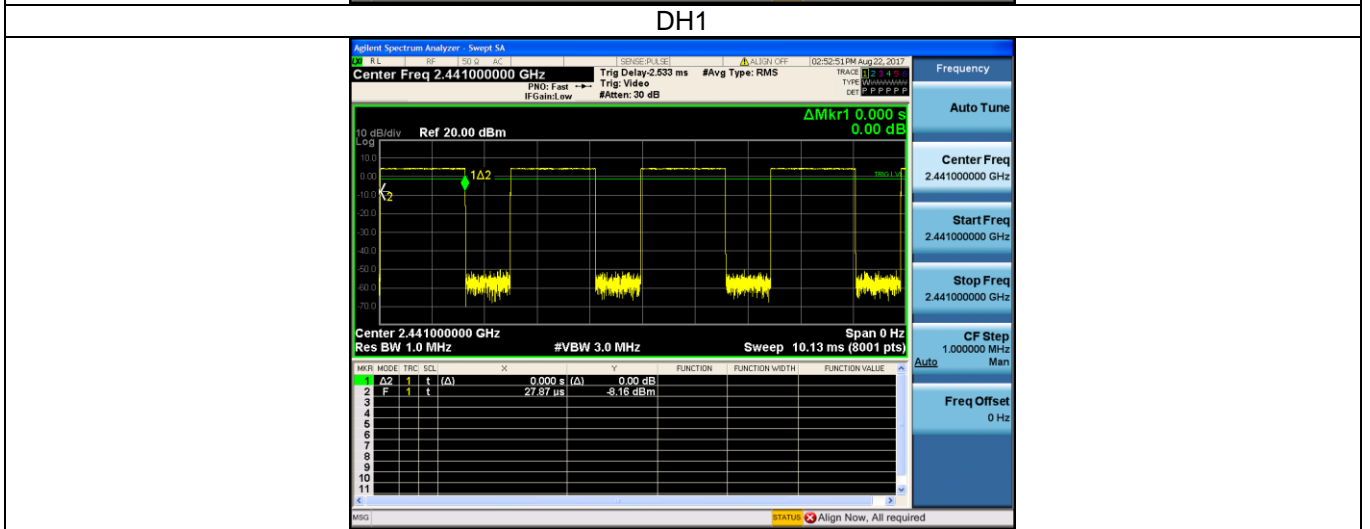 DH1
Agilent Spectrum Analyzer - Swept SA
RL RF 50 Ω AC SENSE:PULSE ALIGN OFF 02:52:51 PM Aug 22, 2017
Center Freq 2.441000000 GHz Trig Delay-2.533 ms #Avg Type: RMS TRACE 1 2 3 4 5 6
PNO: Fast Trig: Video TYPE
IFGain:Low #Atten: 30 dB DET P P P P P P
Frequency
ΔMkr1 0.000 s
0.00 dB
10 dB/div Ref 20.00 dBm
Log
10.0
0.00
-10.0
-20.0
-30.0
-40.0
-50.0
-60.0
-70.0
1Δ2
2
TRIG LVL
Center 2.441000000 GHz Span 0 Hz
Res BW 1.0 MHz #VBW 3.0 MHz Sweep 10.13 ms (8001 pts)
MKR MODE TRC SCL X Y FUNCTION FUNCTION WIDTH FUNCTION VALUE
1 Δ2 1 t (Δ) 0.000 s (Δ) 0.00 dB
2 F 1 t 27.87 µs -8.16 dBm
3
4
5
6
7
8
9
10
11
Auto Tune
Center Freq
2.441000000 GHz
Start Freq
2.441000000 GHz
Stop Freq
2.441000000 GHz
CF Step
1.000000 MHz
Auto Man
Freq Offset
0 Hz
MSG STATUS Align Now, All required